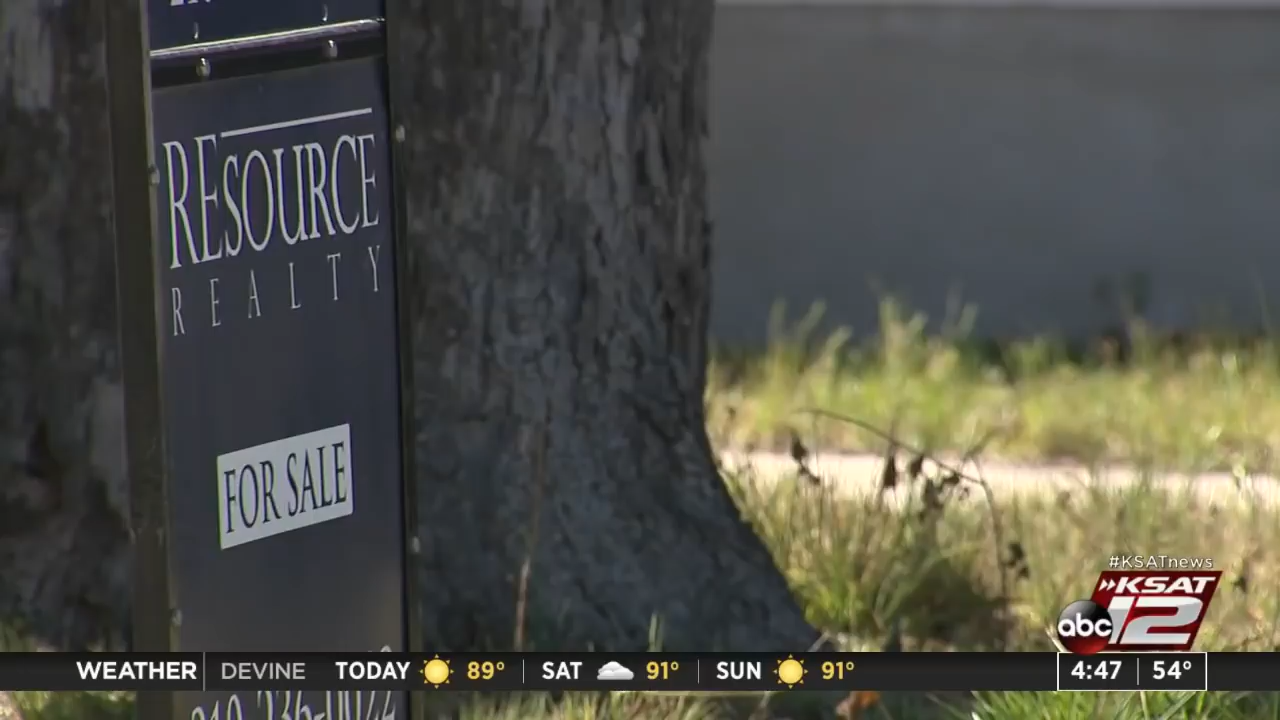 RESOURCE
REALTY
FOR SALE
#KSATnews
KSAT
abc 12
WEATHER DEVINE TODAY 89° SAT 91° SUN 91° 4:47 54°